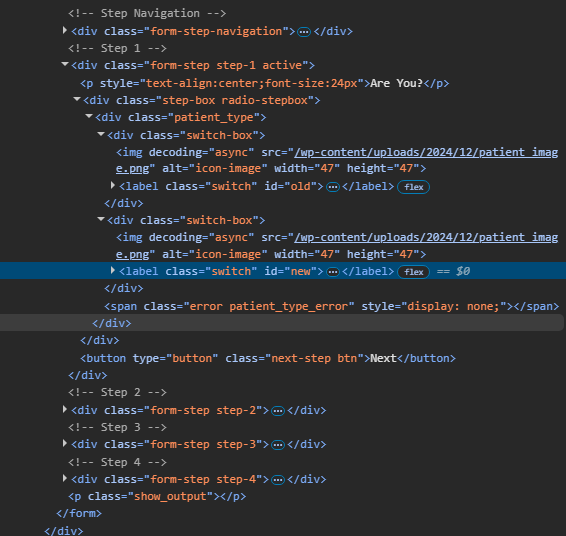 <!-- Step Navigation -->
<div class="form-step-navigation"> … </div>
<!-- Step 1 -->
<div class="form-step step-1 active">
<p style="text-align:center;font-size:24px">Are You?</p>
<div class="step-box radio-stepbox">
<div class="patient_type">
<div class="switch-box">
<img decoding="async" src="/wp-content/uploads/2024/12/patient_imag
e.png" alt="icon-image" width="47" height="47">
<label class="switch" id="old"> … </label> flex
</div>
<div class="switch-box">
<img decoding="async" src="/wp-content/uploads/2024/12/patient_imag
e.png" alt="icon-image" width="47" height="47">
<label class="switch" id="new"> … </label> flex == $0
</div>
<span class="error patient_type_error" style="display: none;"></span>
</div>
</div>
<button type="button" class="next-step btn">Next</button>
</div>
<!-- Step 2 -->
<div class="form-step step-2"> … </div>
<!-- Step 3 -->
<div class="form-step step-3"> … </div>
<!-- Step 4 -->
<div class="form-step step-4"> … </div>
<p class="show_output"></p>
</form>
</div>